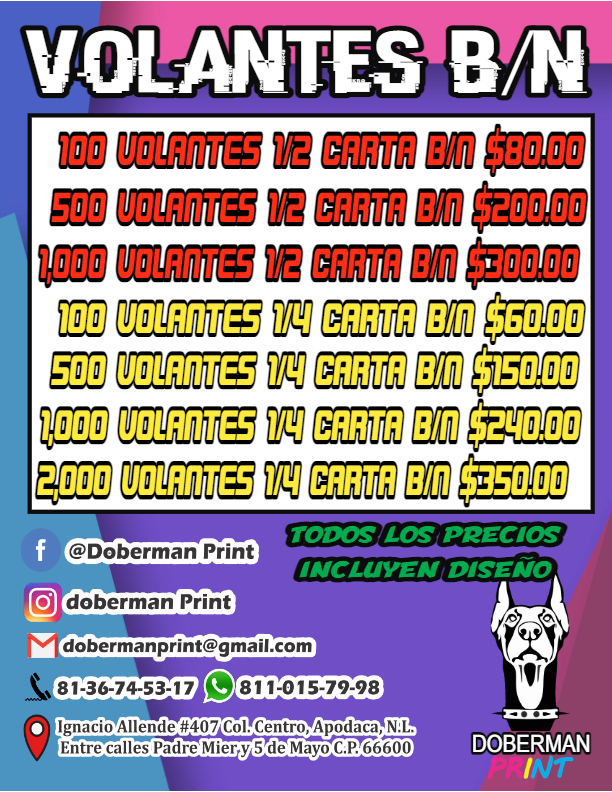 VOLANTES B/N
100 VOLANTES 1/2 CARTA B/N $80.00
500 VOLANTES 1/2 CARTA B/N $200.00
1,000 VOLANTES 1/2 CARTA B/N $300.00
100 VOLANTES 1/4 CARTA B/N $60.00
500 VOLANTES 1/4 CARTA B/N $150.00
1,000 VOLANTES 1/4 CARTA B/N $240.00
2,000 VOLANTES 1/4 CARTA B/N $350.00
TODOS LOS PRECIOS
INCLUYEN DISEÑO
f @Doberman Print
doberman Print
dobermanprint@gmail.com
81-36-74-53-17 811-015-79-98
Ignacio Allende #407 Col. Centro, Apodaca, N.L.
Entre calles Padre Mier y 5 de Mayo C.P. 66600
DOBERMAN
PRINT